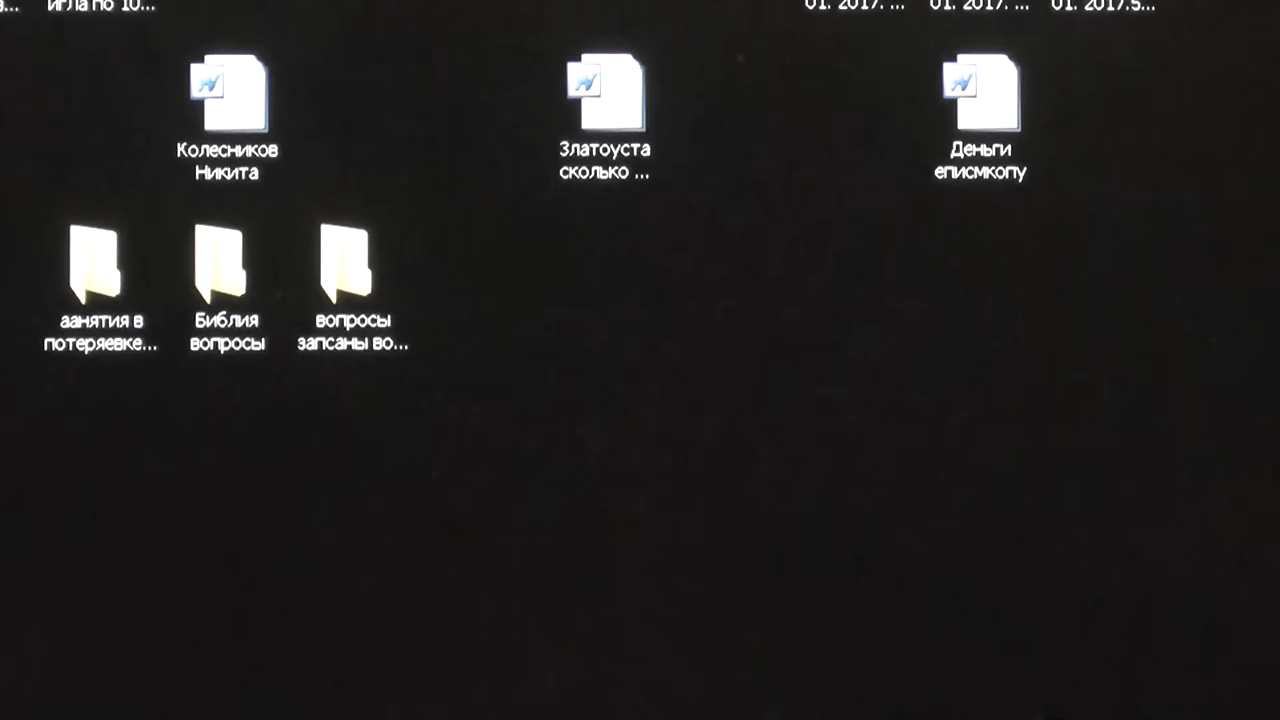 игла по 10...
01. 2017. ...
01. 2017. ...
01. 2017.5...
Колесников
Никита
Златоуста
сколько ...
Деньги
еписмкопу
аанятия в
потеряевке...
Библия
вопросы
вопросы
запсаны во...